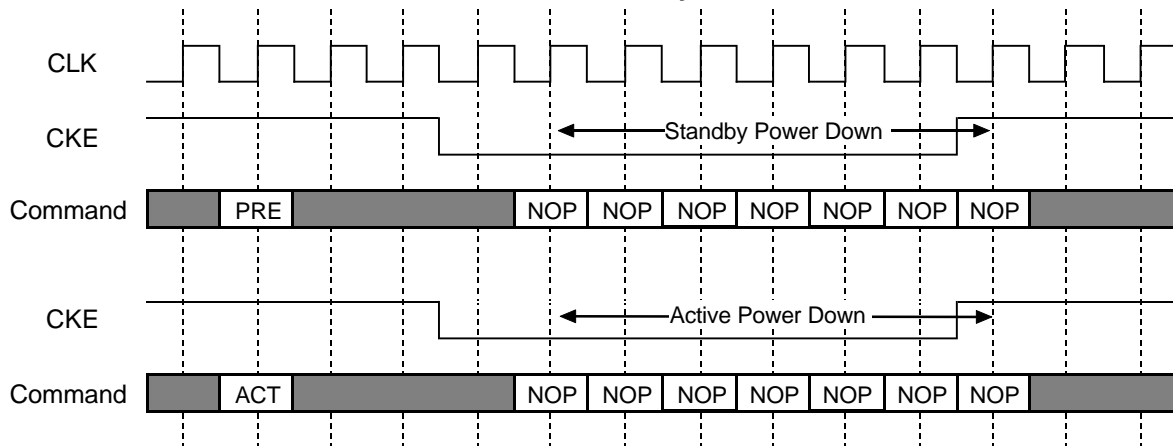 CLK
CKE
Standby Power Down
Command
PRE
NOP NOP NOP NOP NOP NOP NOP
CKE
Active Power Down
Command
ACT
NOP NOP NOP NOP NOP NOP NOP